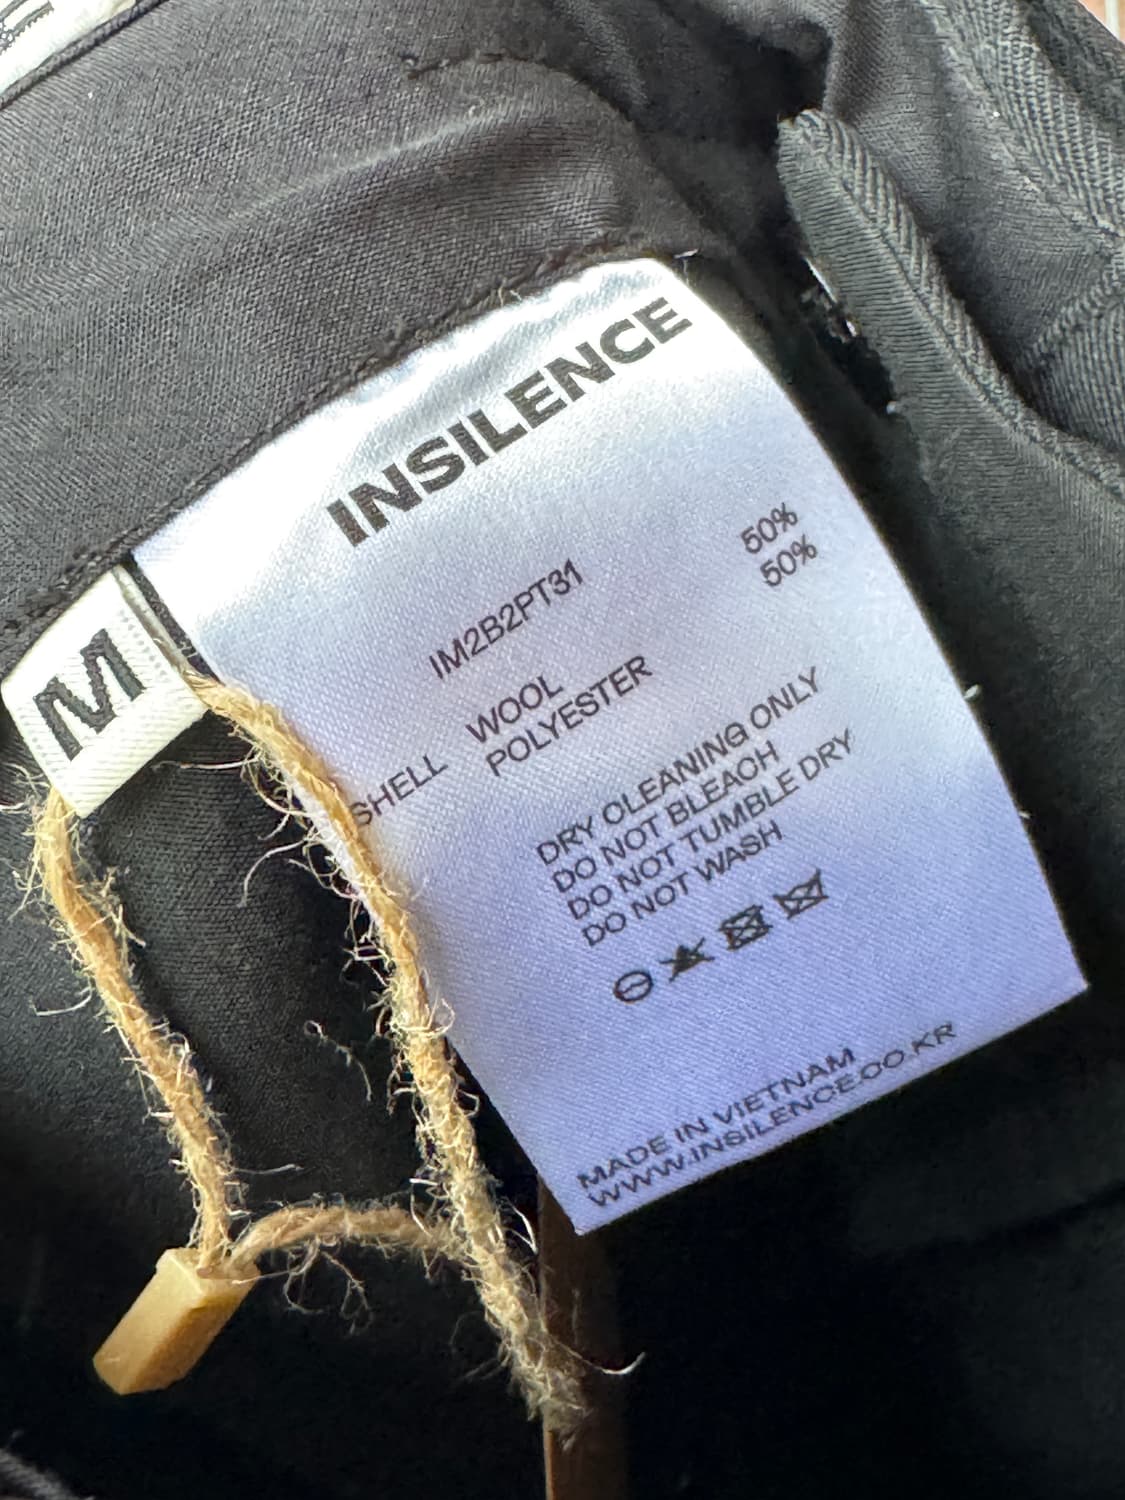 INSILENCE
IM2B2PT31
SHELL WOOL 50%
POLYESTER 50%
DRY CLEANING ONLY
DO NOT BLEACH
DO NOT TUMBLE DRY
DO NOT WASH
MADE IN VIETNAM
WWW.INSILENCE.CO.KR
M